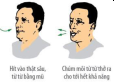 Hít vào thật sâu,
từ từ bằng mũi
Chúm môi từ từ thở ra
cho tới hết khả năng